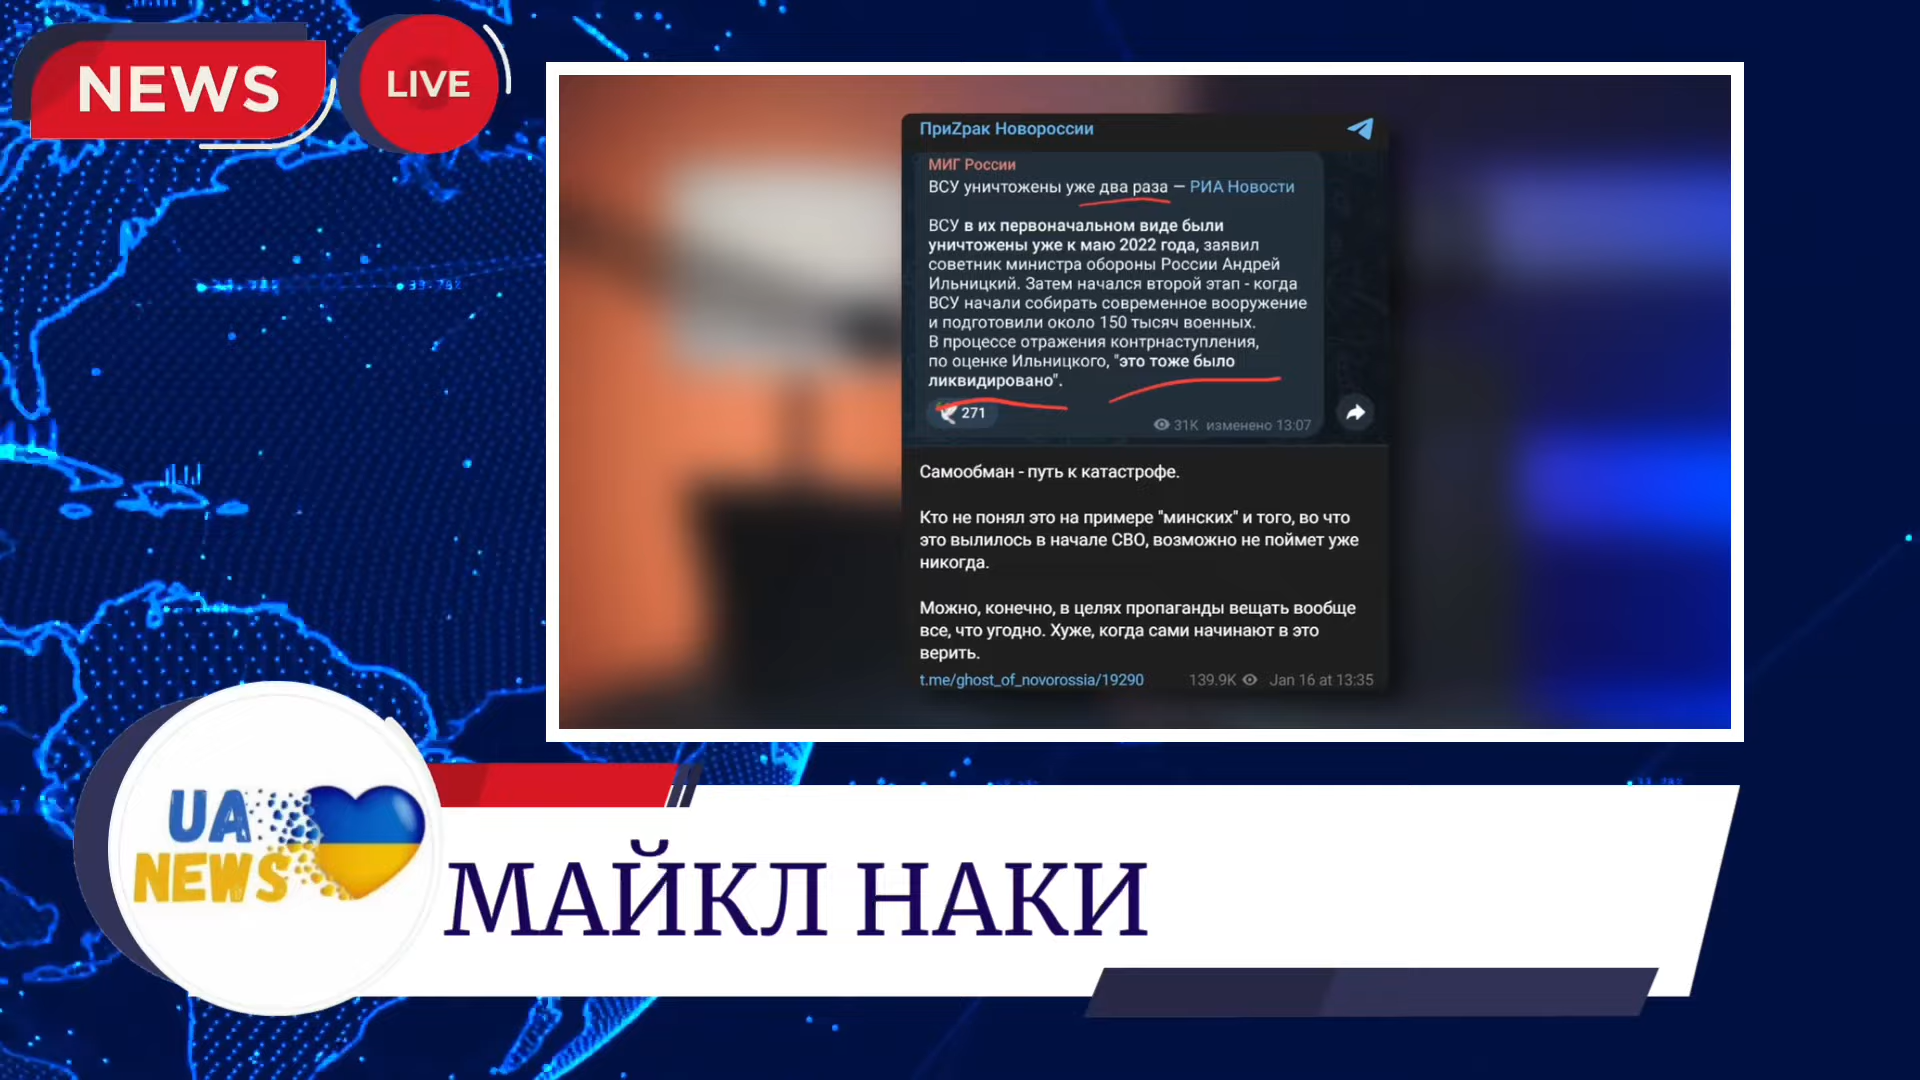 NEWS
LIVE
ПриZрак Новороссии
МИГ России
ВСУ уничтожены уже два раза — РИА Новости
ВСУ в их первоначальном виде были
уничтожены уже к маю 2022 года, заявил
советник министра обороны России Андрей
Ильницкий. Затем начался второй этап - когда
ВСУ начали собирать современное вооружение
и подготовили около 150 тысяч военных.
В процессе отражения контрнаступления,
по оценке Ильницкого, "это тоже было
ликвидировано".
271
31K изменено 13:07
Самообман - путь к катастрофе.
Кто не понял это на примере "минских" и того, во что
это вылилось в начале СВО, возможно не поймет уже
никогда.
Можно, конечно, в целях пропаганды вещать вообще
все, что угодно. Хуже, когда сами начинают в это
верить.
t.me/ghost_of_novorossia/19290 139.9K Jan 16 at 13:35
UA
NEWS
МАЙКЛ НАКИ